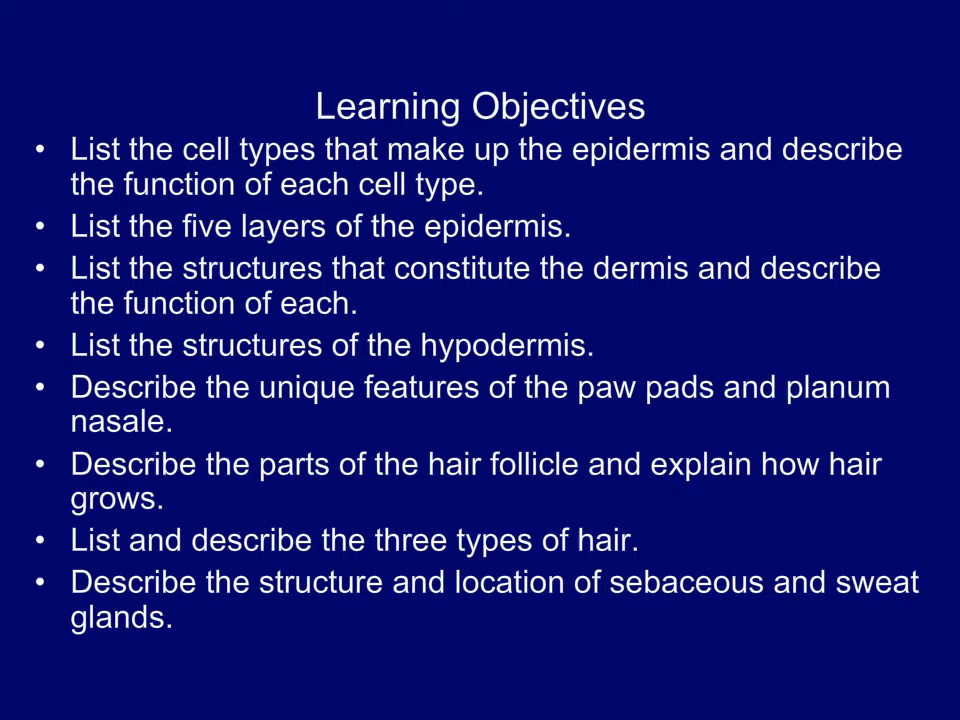 Learning Objectives
• List the cell types that make up the epidermis and describe
the function of each cell type.
• List the five layers of the epidermis.
• List the structures that constitute the dermis and describe
the function of each.
• List the structures of the hypodermis.
• Describe the unique features of the paw pads and planum
nasale.
• Describe the parts of the hair follicle and explain how hair
grows.
• List and describe the three types of hair.
• Describe the structure and location of sebaceous and sweat
glands.